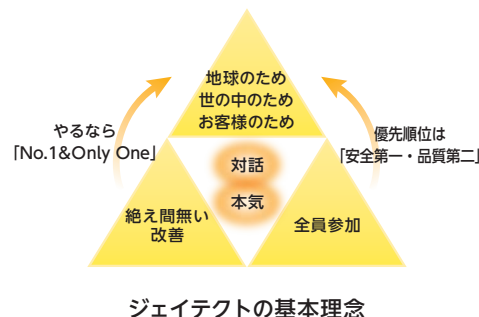 地球のため
世の中のため
お客様のため
やるなら
「No.1&Only One」
優先順位は
「安全第一・品質第二」
対話
本気
絶え間無い
改善
全員参加
ジェイテクトの基本理念